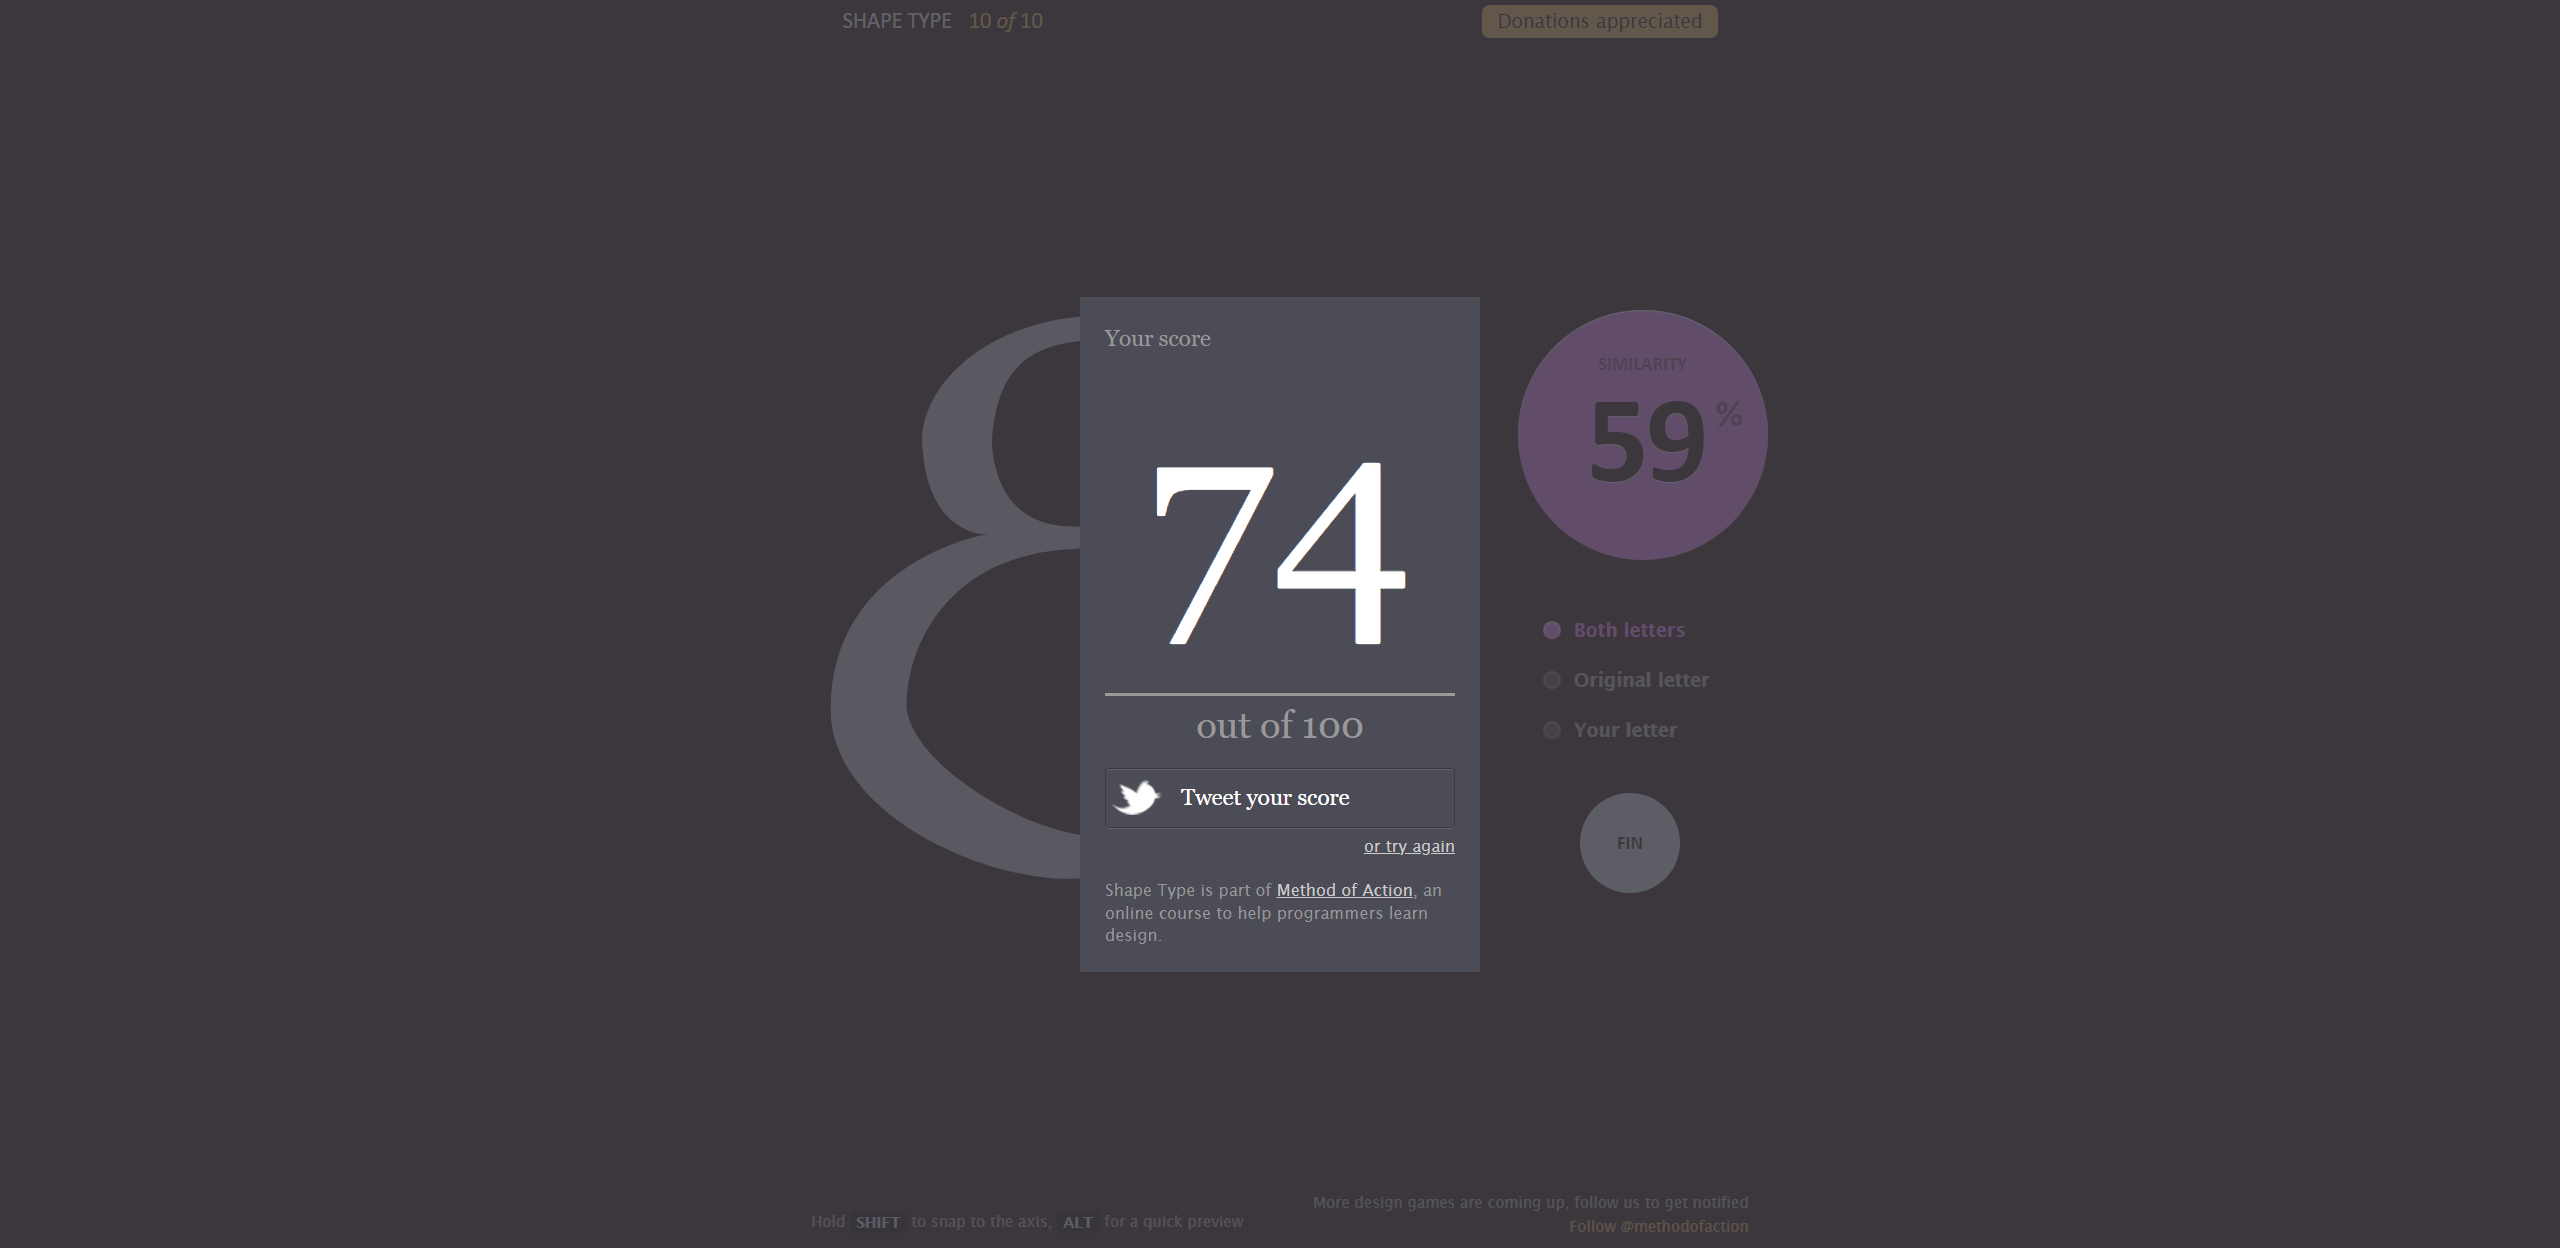 SHAPE TYPE 10 of 10
Donations appreciated
Your score
74
out of 100
Tweet your score
or try again
Shape Type is part of Method of Action, an
online course to help programmers learn
design.
SIMILARITY
59 %
Both letters
Original letter
Your letter
FIN
Hold SHIFT to snap to the axis, ALT for a quick preview
More design games are coming up, follow us to get notified
Follow @methodofaction